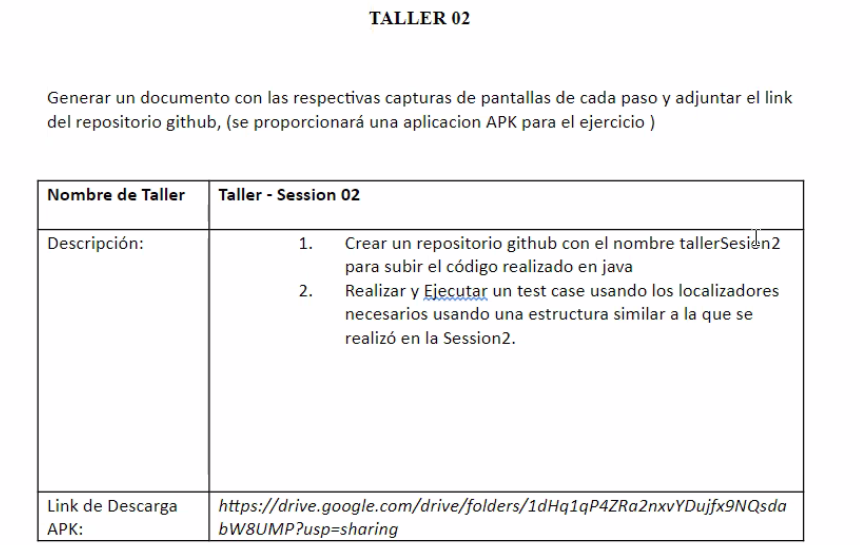 TALLER 02
Generar un documento con las respectivas capturas de pantallas de cada paso y adjuntar el link
del repositorio github, (se proporcionará una aplicacion APK para el ejercicio )
Nombre de Taller
Taller - Session 02
Descripción:
1. Crear un repositorio github con el nombre tallerSesion2
para subir el código realizado en java
2. Realizar y Ejecutar un test case usando los localizadores
necesarios usando una estructura similar a la que se
realizó en la Session2.
Link de Descarga
APK:
https://drive.google.com/drive/folders/1dHq1qP4ZRa2nxvYDujfx9NQsda
bW8UMP?usp=sharing